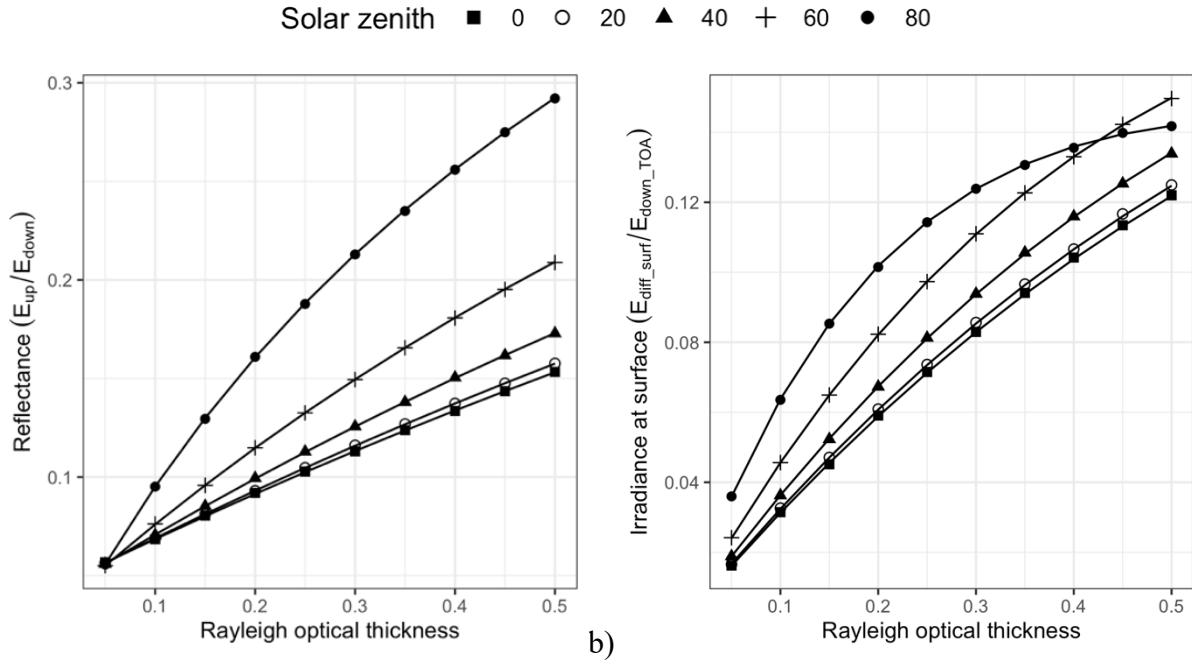 Solar zenith 0 20 40 60 80
Reflectance (E_up/E_down)
0.3
0.2
0.1
0.1 0.2 0.3 0.4 0.5
Rayleigh optical thickness
b)
Irradiance at surface (E_diff_surf/E_down_TOA)
0.12
0.08
0.04
0.1 0.2 0.3 0.4 0.5
Rayleigh optical thickness